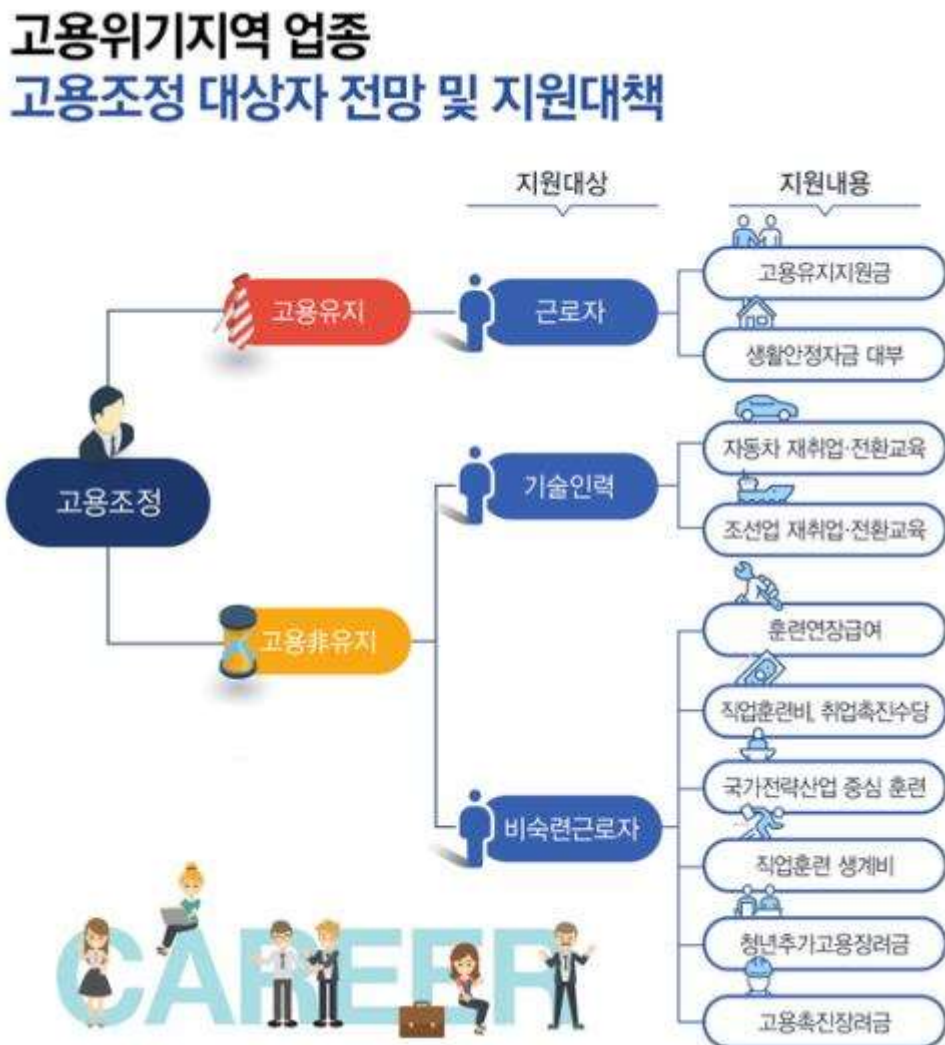 고용위기지역 업종
고용조정 대상자 전망 및 지원대책
지원대상
지원내용
고용조정
고용유지
근로자
고용유지지원금
생활안정자금 대부
고용非유지
기술인력
자동차 재취업·전환교육
조선업 재취업·전환교육
비숙련근로자
훈련연장급여
직업훈련비, 취업촉진수당
국가전략산업 중심 훈련
직업훈련 생계비
청년추가고용장려금
고용촉진장려금
CAREER